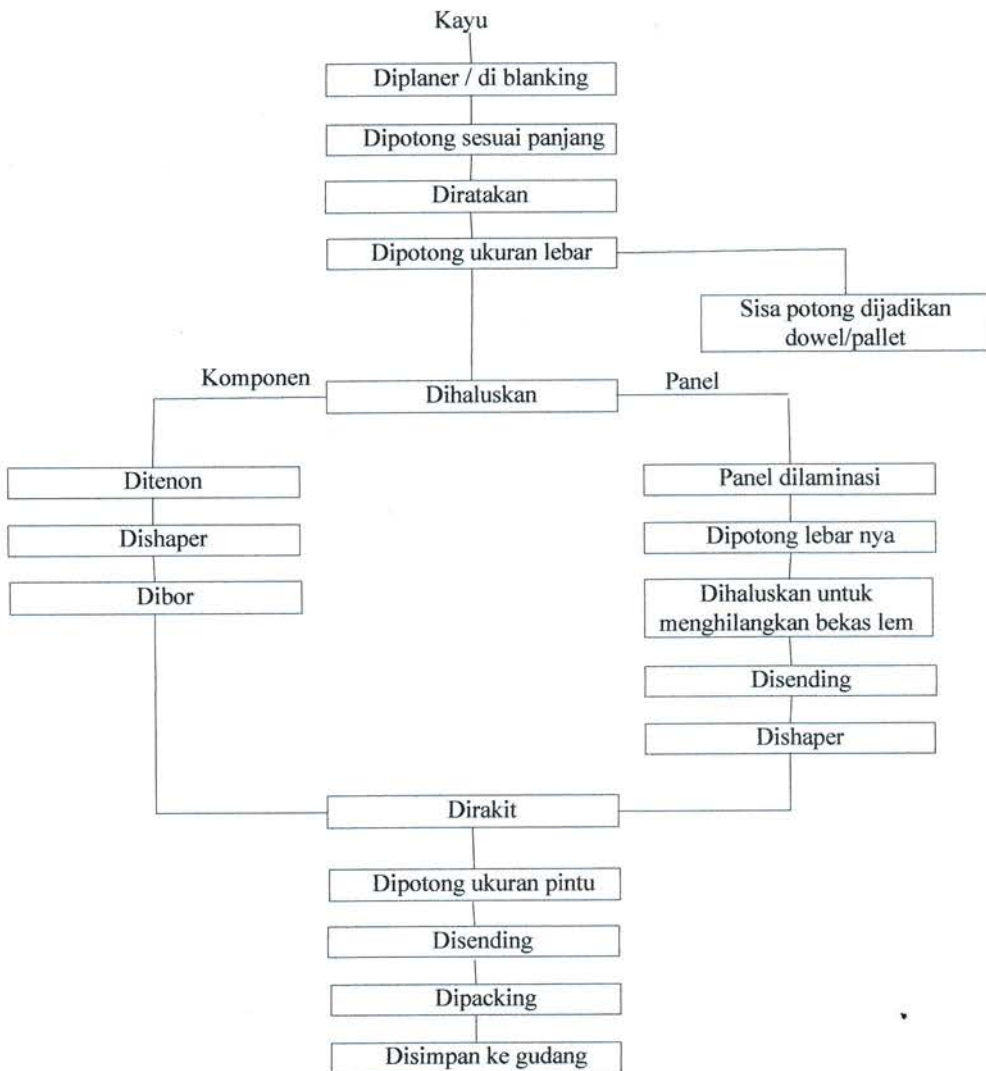 Kayu
Diplaner / di blanking
Dipotong sesuai panjang
Diratakan
Dipotong ukuran lebar
Sisa potong dijadikan
dowel/pallet
Komponen
Dihaluskan
Panel
Ditenon
Dishaper
Dibor
Panel dilaminasi
Dipotong lebar nya
Dihaluskan untuk
menghilangkan bekas lem
Disending
Dishaper
Dirakit
Dipotong ukuran pintu
Disending
Dipacking
Disimpan ke gudang